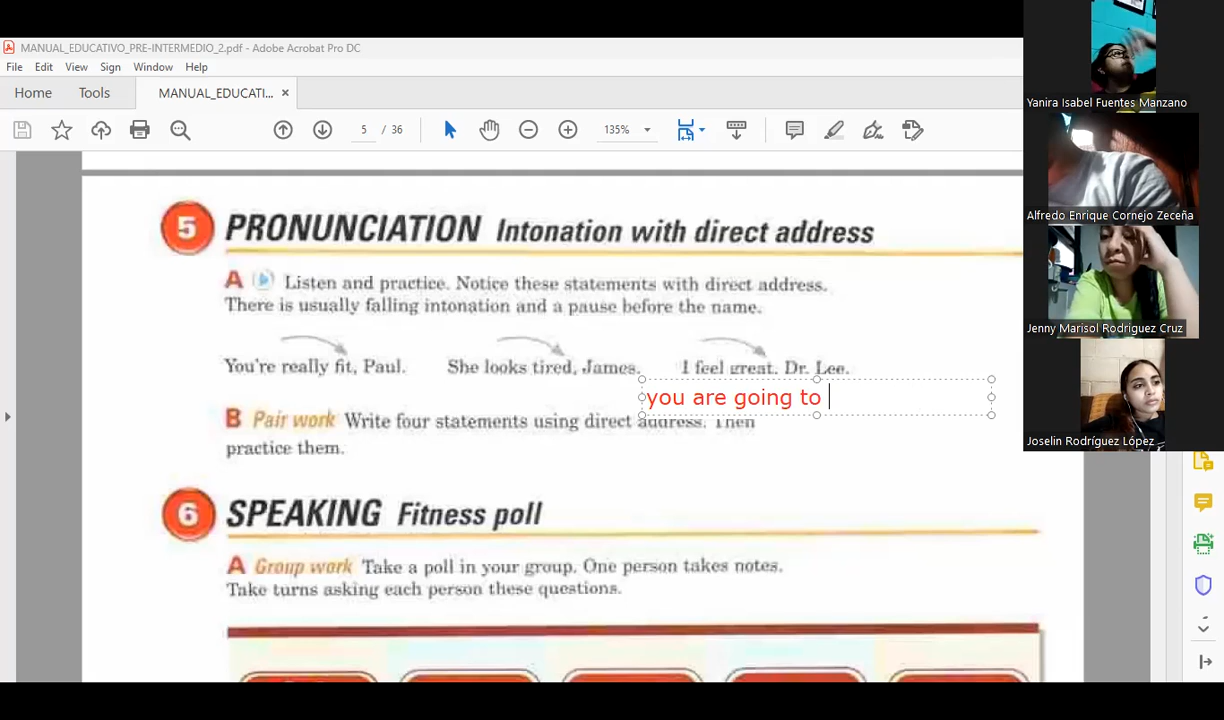 MANUAL_EDUCATIVO_PRE-INTERMEDIO_2.pdf - Adobe Acrobat Pro DC
File Edit View Sign Window Help
Home Tools MANUAL_EDUCATI... ×
5 / 36 135%
5 PRONUNCIATION Intonation with direct address
A Listen and practice. Notice these statements with direct address.
There is usually falling intonation and a pause before the name.
You're really fit, Paul. She looks tired, James. I feel great, Dr. Lee.
you are going to
B Pair work Write four statements using direct address. Then
practice them.
6 SPEAKING Fitness poll
A Group work Take a poll in your group. One person takes notes.
Take turns asking each person these questions.
Yanira Isabel Fuentes Manzano
Alfredo Enrique Cornejo Zeceña
Jenny Marisol Rodriguez Cruz
Joselin Rodríguez López